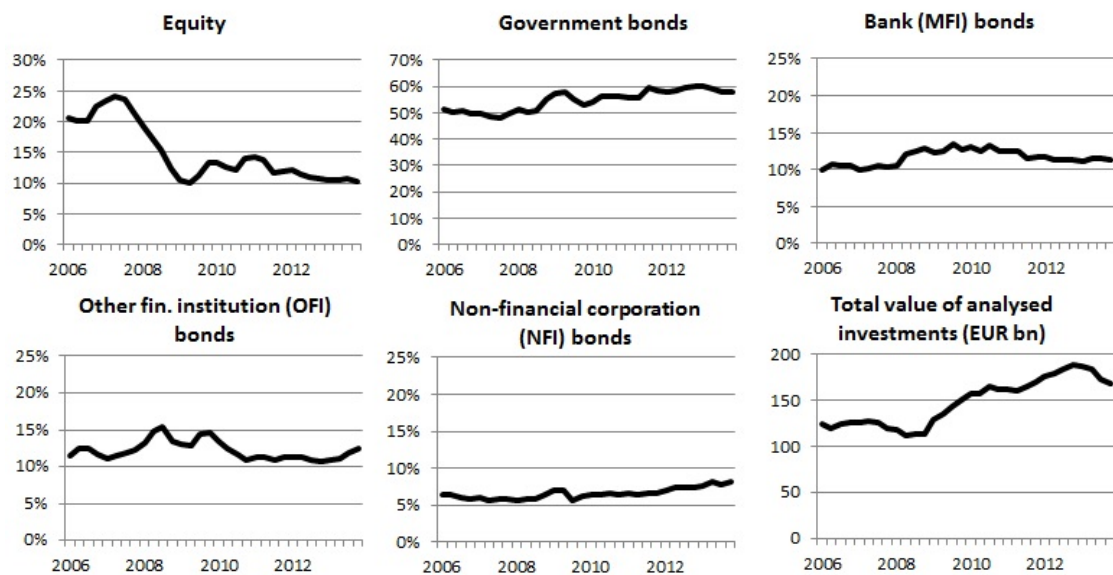 Equity
30%
25%
20%
15%
10%
5%
0%
2006 2008 2010 2012
Government bonds
70%
60%
50%
40%
30%
20%
10%
0%
2006 2008 2010 2012
Bank (MFI) bonds
25%
20%
15%
10%
5%
0%
2006 2008 2010 2012
Other fin. institution (OFI)
bonds
25%
20%
15%
10%
5%
0%
2006 2008 2010 2012
Non-financial corporation
(NFI) bonds
25%
20%
15%
10%
5%
0%
2006 2008 2010 2012
Total value of analysed
investments (EUR bn)
200
150
100
50
0
2006 2008 2010 2012